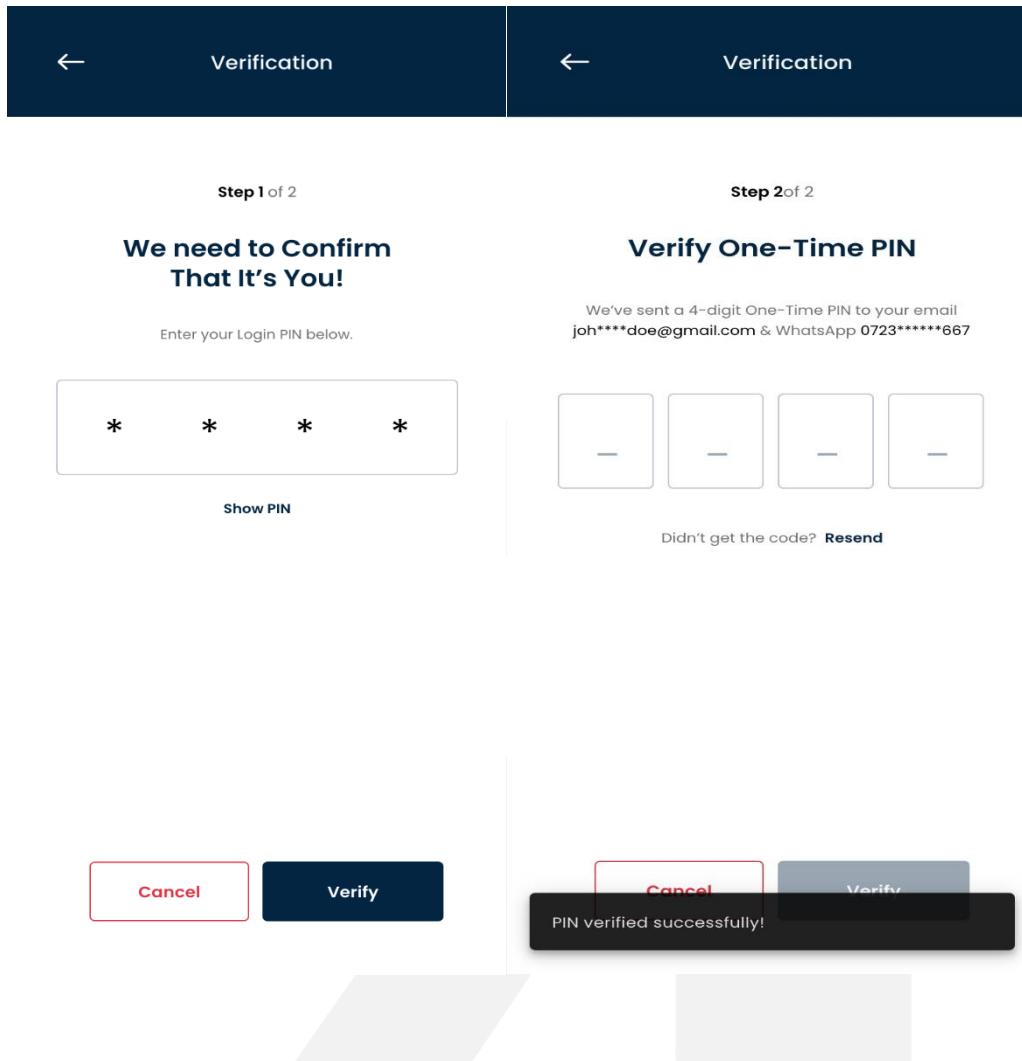 Verification
Step 1 of 2
We need to Confirm
That It’s You!
Enter your Login PIN below.
* * * *
Show PIN
Cancel Verify
Verification
Step 2of 2
Verify One-Time PIN
We’ve sent a 4-digit One-Time PIN to your email
joh****doe@gmail.com & WhatsApp 0723******667
_ _ _ _
Didn’t get the code? Resend
Cancel Verify
PIN verified successfully!